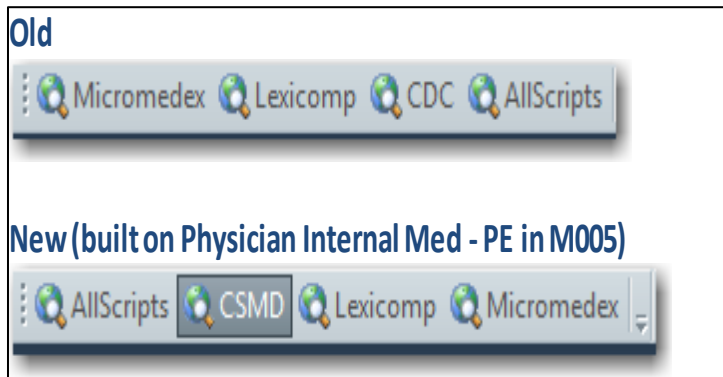 Old
Micromedex Lexicomp CDC AllScripts
New (built on Physician Internal Med - PE in M005)
AllScripts CSMD Lexicomp Micromedex